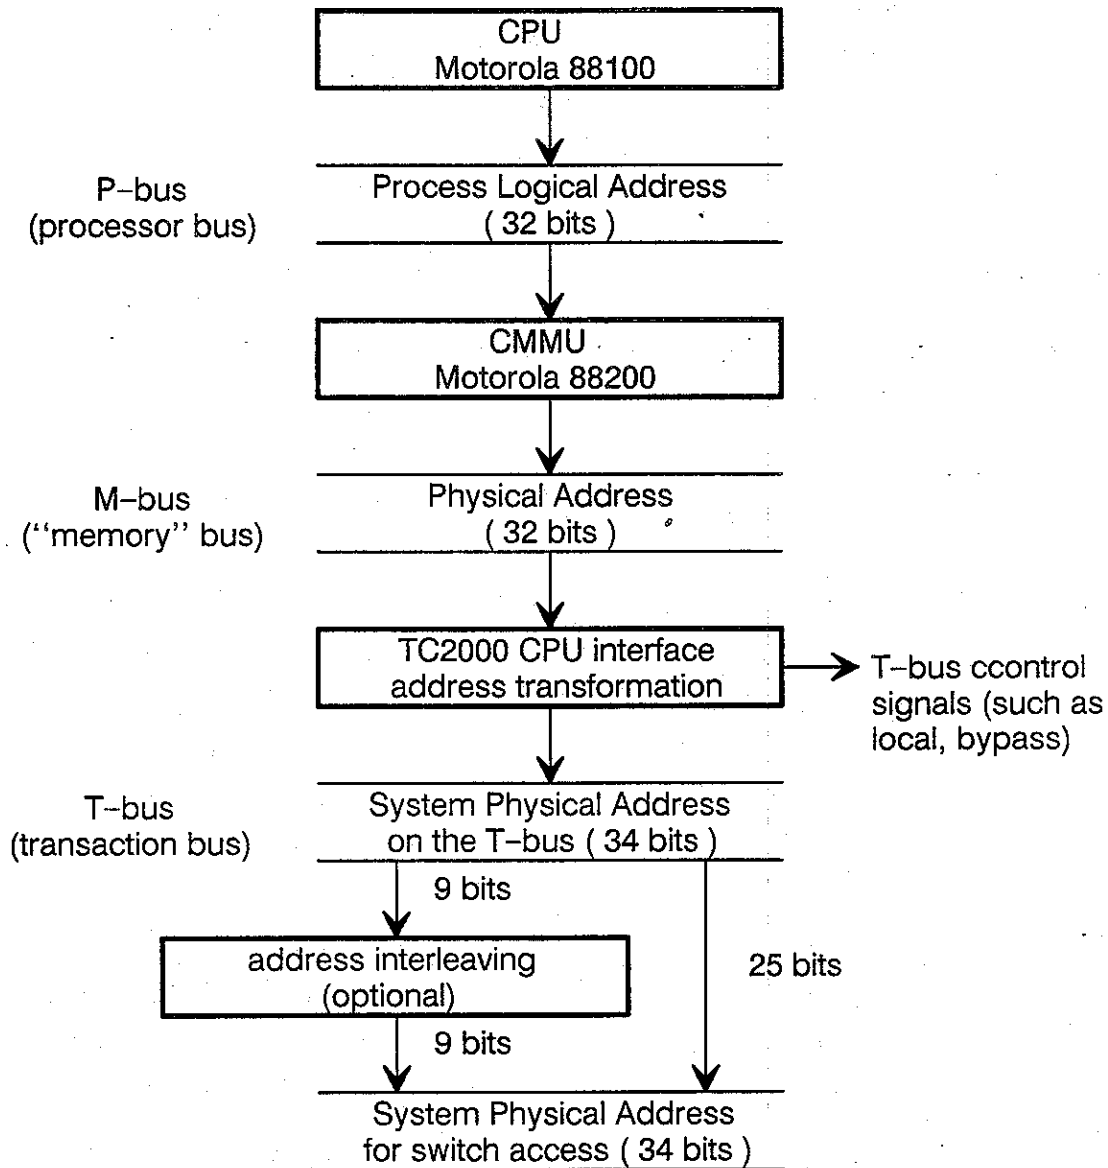 CPU
Motorola 88100
P–bus
(processor bus)
Process Logical Address
( 32 bits )
CMMU
Motorola 88200
M–bus
(‘‘memory’’ bus)
Physical Address
( 32 bits )
TC2000 CPU interface
address transformation
T–bus ccontrol
signals (such as
local, bypass)
T–bus
(transaction bus)
System Physical Address
on the T–bus ( 34 bits )
9 bits
address interleaving
(optional)
25 bits
9 bits
System Physical Address
for switch access ( 34 bits )